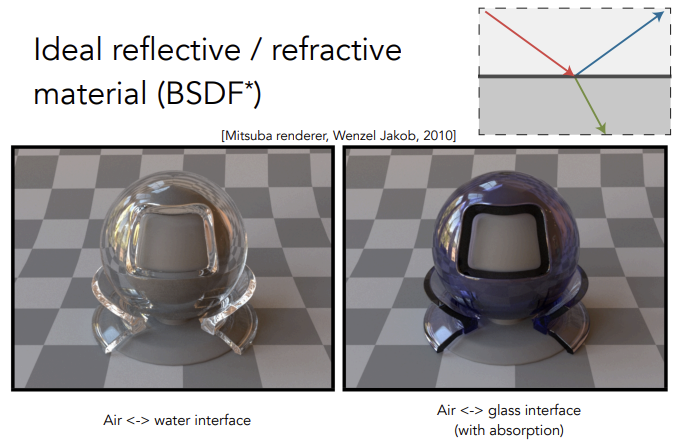 Ideal reflective / refractive
material (BSDF*)
[Mitsuba renderer, Wenzel Jakob, 2010]
Air <-> water interface
Air <-> glass interface
(with absorption)